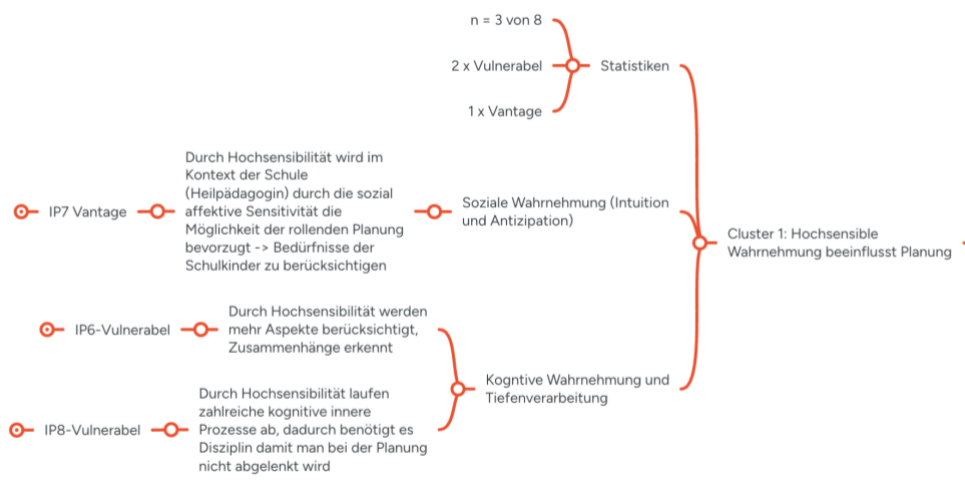 n = 3 von 8
2 x Vulnerabel
Statistiken
1 x Vantage
Durch Hochsensibilität wird im
Kontext der Schule
(Heilpädagogin) durch die sozial
affektive Sensitivität die
Möglichkeit der rollenden Planung
bevorzugt -> Bedürfnisse der
Schulkinder zu berücksichtigen
IP7 Vantage
Soziale Wahrnehmung (Intuition
und Antizipation)
Cluster 1: Hochsensible
Wahrnehmung beeinflusst Planung
Durch Hochsensibilität werden
mehr Aspekte berücksichtigt,
Zusammenhänge erkennt
IP6-Vulnerabel
Kogntive Wahrnehmung und
Tiefenverarbeitung
Durch Hochsensibilität laufen
zahlreiche kognitive innere
Prozesse ab, dadurch benötigt es
Disziplin damit man bei der Planung
nicht abgelenkt wird
IP8-Vulnerabel